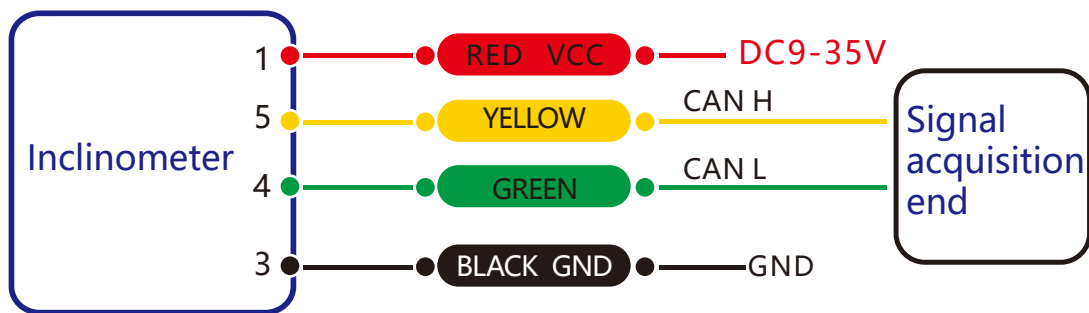 Inclinometer
1 RED VCC DC9-35V
5 YELLOW CAN H
4 GREEN CAN L
3 BLACK GND GND
Signal
acquisition
end